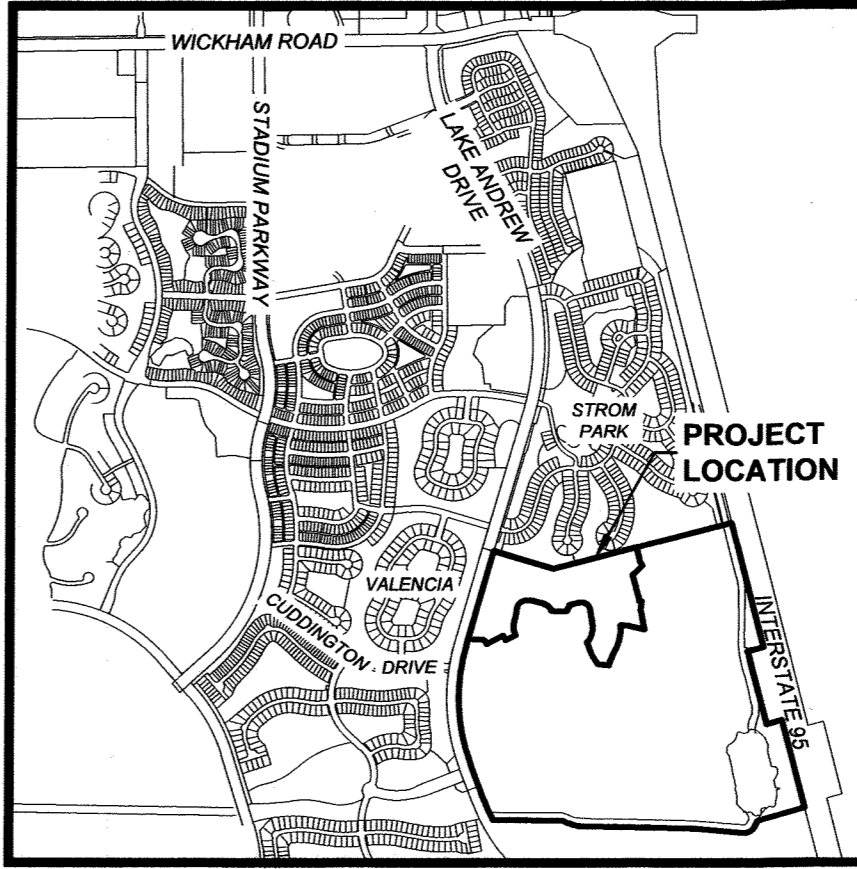 WICKHAM ROAD
STADIUM PARKWAY
LAKE ANDREW
DRIVE
STROM
PARK
PROJECT
LOCATION
VALENCIA
CUDDINGTON DRIVE
INTERSTATE 95